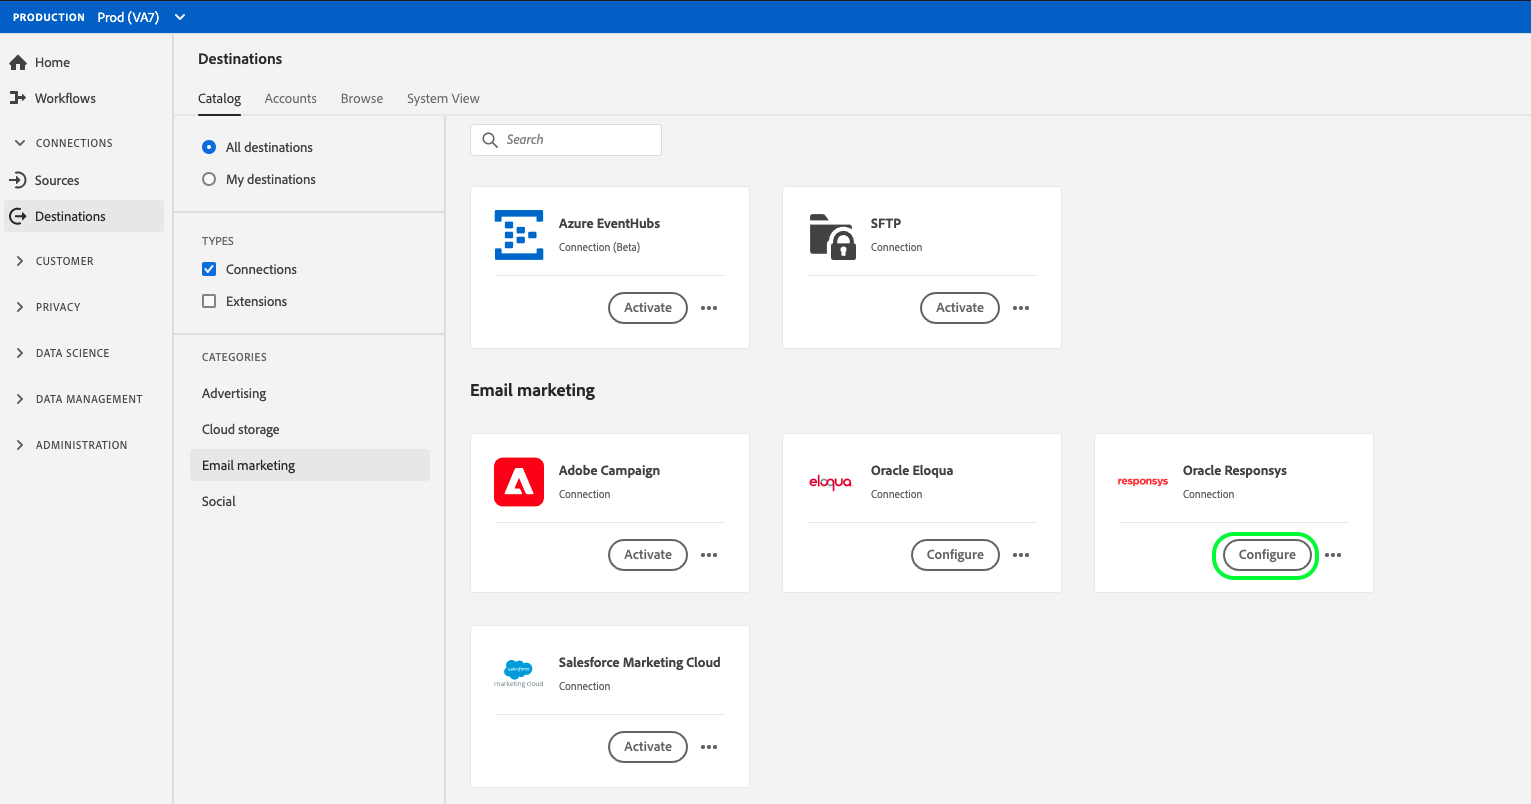 PRODUCTION Prod (VA7)
Home
Workflows
CONNECTIONS
Sources
Destinations
CUSTOMER
PRIVACY
DATA SCIENCE
DATA MANAGEMENT
ADMINISTRATION
Destinations
Catalog Accounts Browse System View
All destinations
My destinations
TYPES
Connections
Extensions
CATEGORIES
Advertising
Cloud storage
Email marketing
Social
Search
Azure EventHubs
Connection (Beta)
Activate
SFTP
Connection
Activate
Email marketing
Adobe Campaign
Connection
Activate
eloqua
Oracle Eloqua
Connection
Configure
responsys
Oracle Responsys
Connection
Configure
salesforce
marketing cloud
Salesforce Marketing Cloud
Connection
Activate